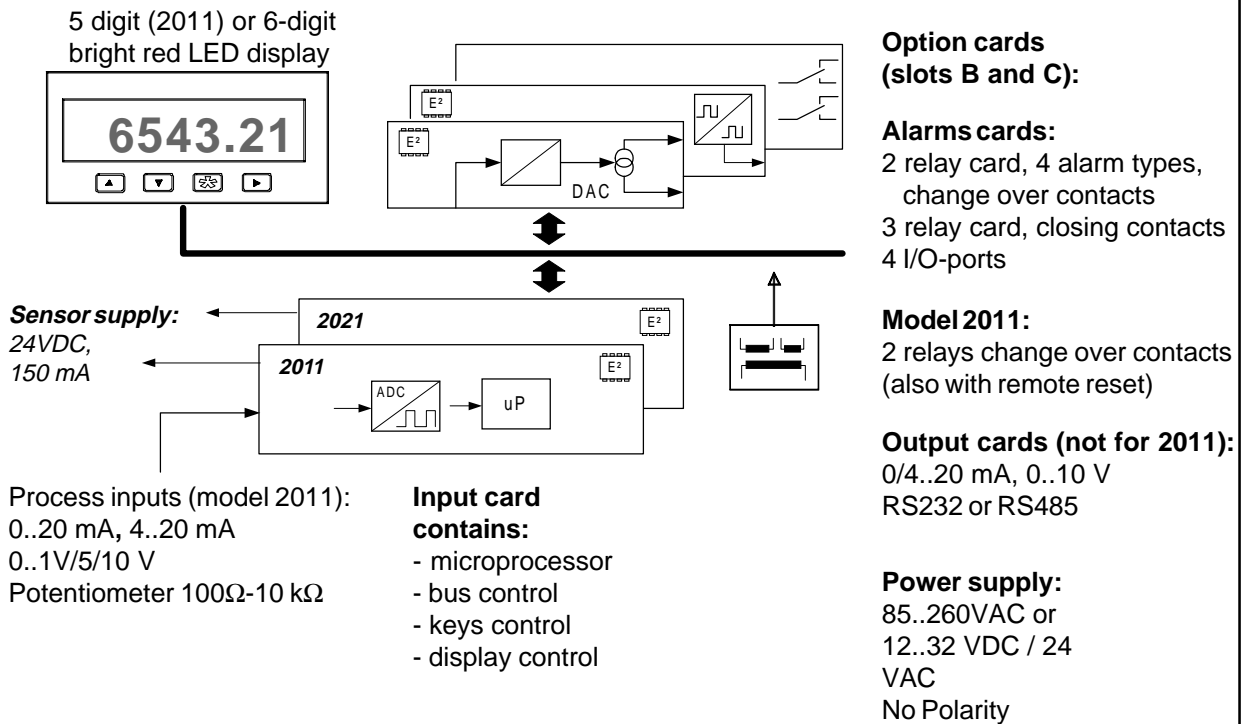 5 digit (2011) or 6-digit
bright red LED display
6543.21
E²
E²
DAC
Sensor supply:
24VDC,
150 mA
2021
E²
2011
E²
ADC
uP
Process inputs (model 2011):
0..20 mA, 4..20 mA
0..1V/5/10 V
Potentiometer 100Ω-10 kΩ
Input card
contains:
- microprocessor
- bus control
- keys control
- display control
Option cards
(slots B and C):
Alarms cards:
2 relay card, 4 alarm types,
change over contacts
3 relay card, closing contacts
4 I/O-ports
Model 2011:
2 relays change over contacts
(also with remote reset)
Output cards (not for 2011):
0/4..20 mA, 0..10 V
RS232 or RS485
Power supply:
85..260VAC or
12..32 VDC / 24
VAC
No Polarity